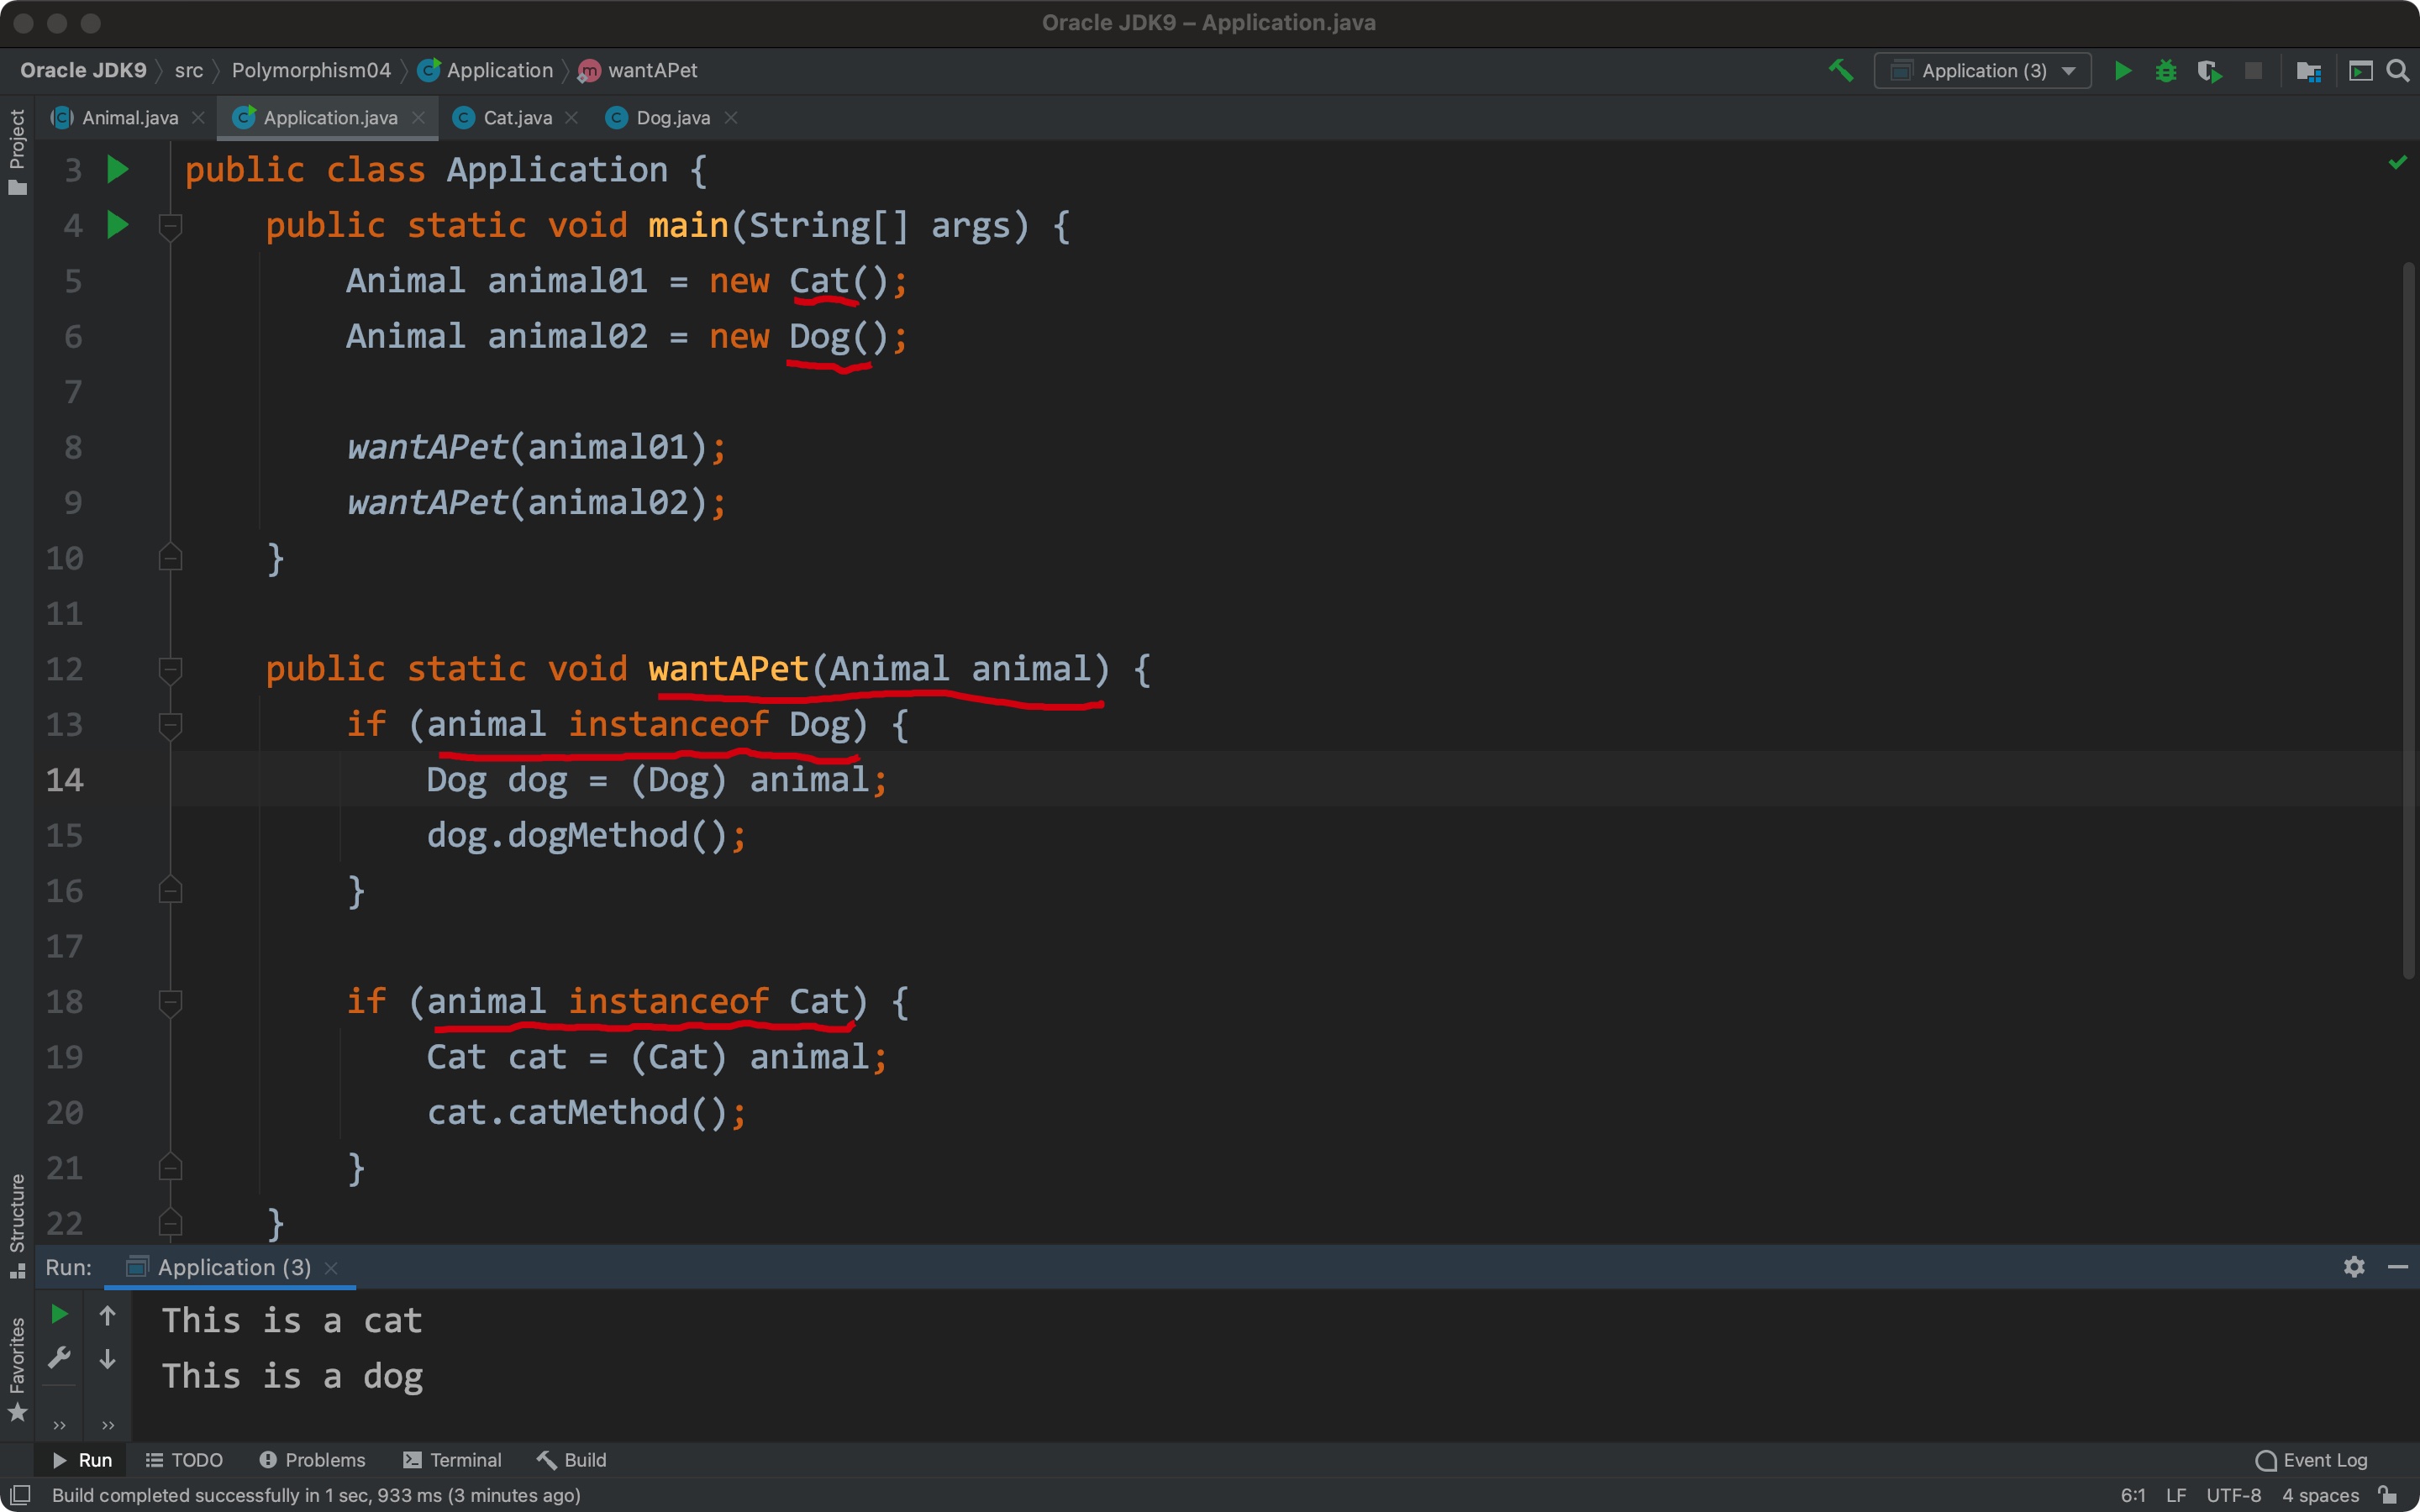 Oracle JDK9 – Application.java
Oracle JDK9 src Polymorphism04 Application wantAPet
Application (3)
Animal.java Application.java Cat.java Dog.java
Project
3 public class Application {
4 public static void main(String[] args) {
5 Animal animal01 = new Cat();
6 Animal animal02 = new Dog();
7
8 wantAPet(animal01);
9 wantAPet(animal02);
10 }
11
12 public static void wantAPet(Animal animal) {
13 if (animal instanceof Dog) {
14 Dog dog = (Dog) animal;
15 dog.dogMethod();
16 }
17
18 if (animal instanceof Cat) {
19 Cat cat = (Cat) animal;
20 cat.catMethod();
21 }
22 }
Structure
Favorites
Run: Application (3)
This is a cat
This is a dog
Run TODO Problems Terminal Build Event Log
Build completed successfully in 1 sec, 933 ms (3 minutes ago) 6:1 LF UTF-8 4 spaces